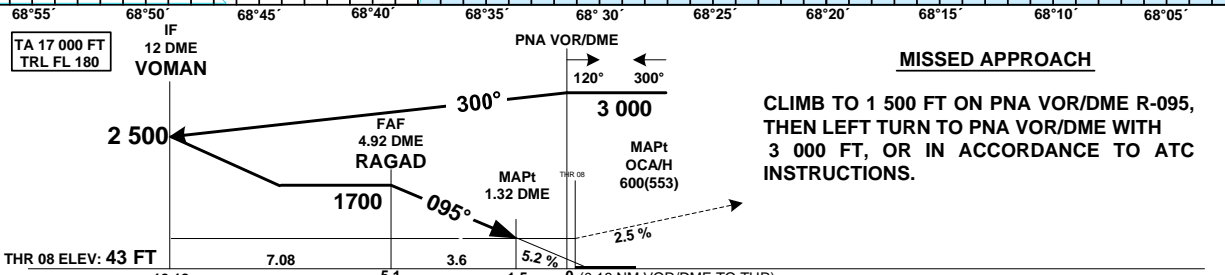 68°55´ 68°50´ 68°45´ 68°40´ 68°35´ 68° 30´ 68°25´ 68°20´ 68°15´ 68°10´ 68°05´
TA 17 000 FT
TRL FL 180
IF
12 DME
VOMAN
PNA VOR/DME
120° 300°
300°
3 000
2 500
FAF
4.92 DME
RAGAD
1700
095°
MAPt
1.32 DME
THR 08
MAPt
OCA/H
600(553)
2.5 %
5.2 %
MISSED APPROACH
CLIMB TO 1 500 FT ON PNA VOR/DME R-095,
THEN LEFT TURN TO PNA VOR/DME WITH
3 000 FT, OR IN ACCORDANCE TO ATC
INSTRUCTIONS.
THR 08 ELEV: 43 FT
7.08 3.6
5.1 1.5 0